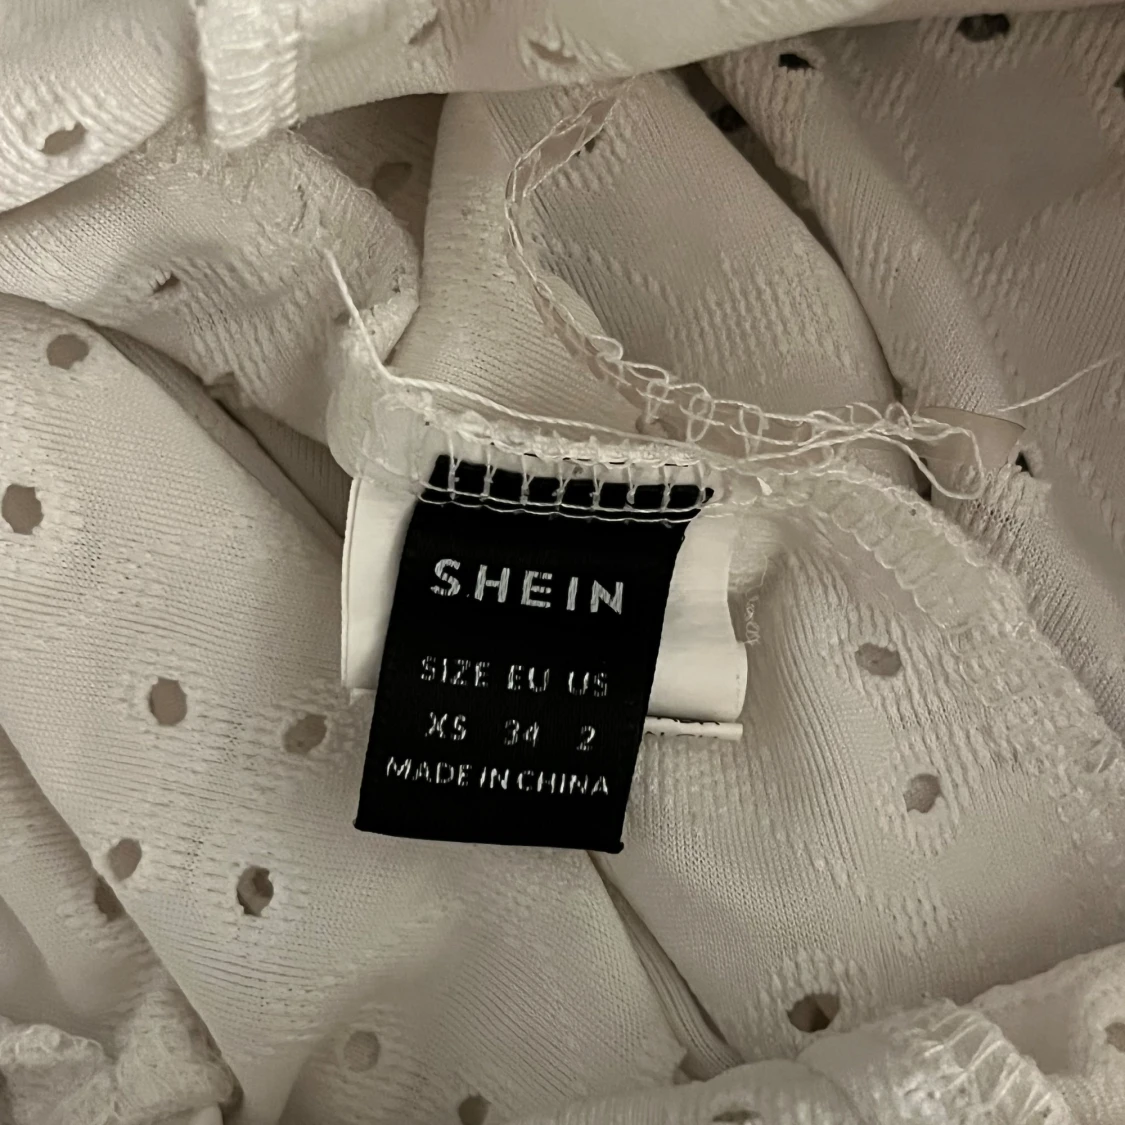 SHEIN
SIZE EU US
XS 34 2
MADE IN CHINA